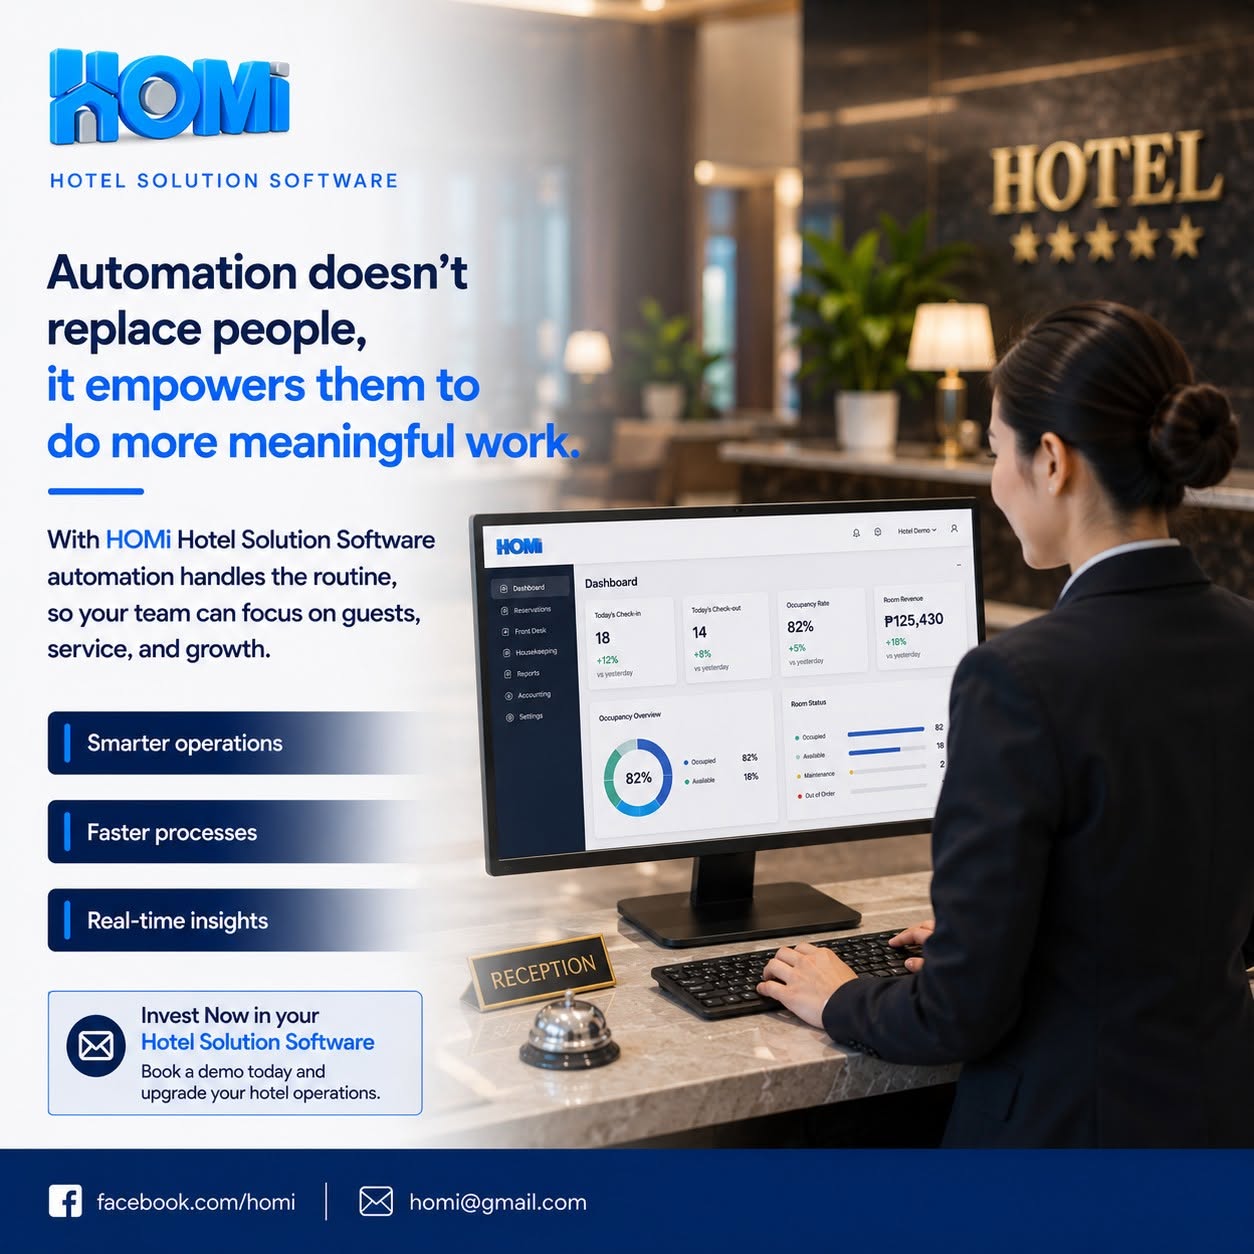 HOMi
HOTEL SOLUTION SOFTWARE
HOTEL
Automation doesn’t
replace people,
it empowers them to
do more meaningful work.
With HOMi Hotel Solution Software
automation handles the routine,
so your team can focus on guests,
service, and growth.
Smarter operations
Faster processes
Real-time insights
Invest Now in your
Hotel Solution Software
Book a demo today and
upgrade your hotel operations.
HOMi
Hotel Demo
Dashboard
Reservations
Front Desk
Housekeeping
Reports
Accounting
Settings
Dashboard
Today's Check-in
18
+12%
vs yesterday
Today's Check-out
14
+8%
vs yesterday
Occupancy Rate
82%
+5%
vs yesterday
Room Revenue
₱125,430
+18%
vs yesterday
Occupancy Overview
82%
Occupied 82%
Available 18%
Room Status
Occupied 82
Available 18
Maintenance 2
Out of Order
RECEPTION
facebook.com/homi
homi@gmail.com